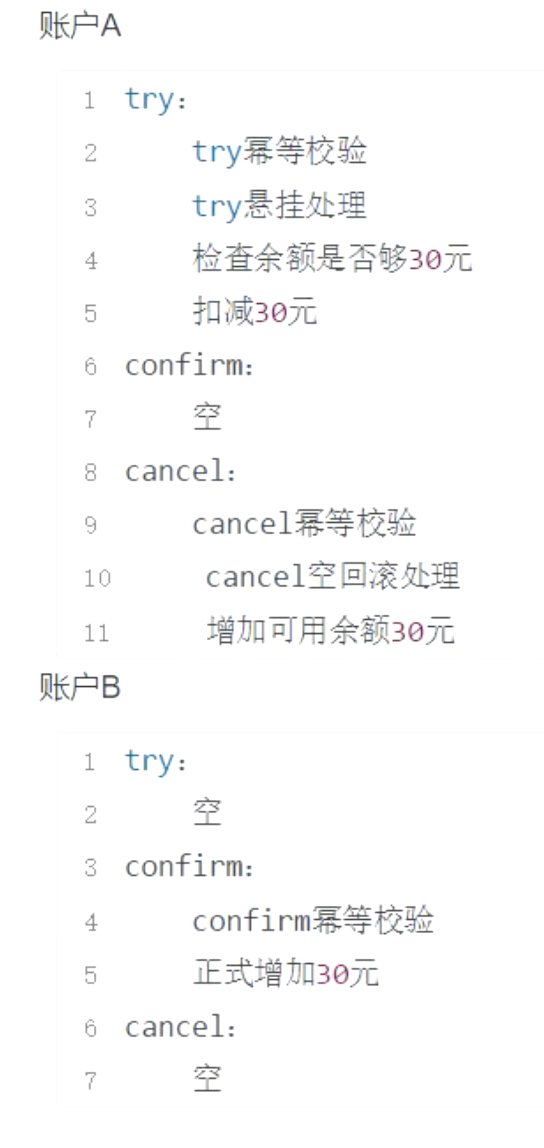 账户A
1 try：
2 try幂等校验
3 try悬挂处理
4 检查余额是否够30元
5 扣减30元
6 confirm：
7 空
8 cancel：
9 cancel幂等校验
10 cancel空回滚处理
11 增加可用余额30元
账户B
1 try：
2 空
3 confirm：
4 confirm幂等校验
5 正式增加30元
6 cancel：
7 空